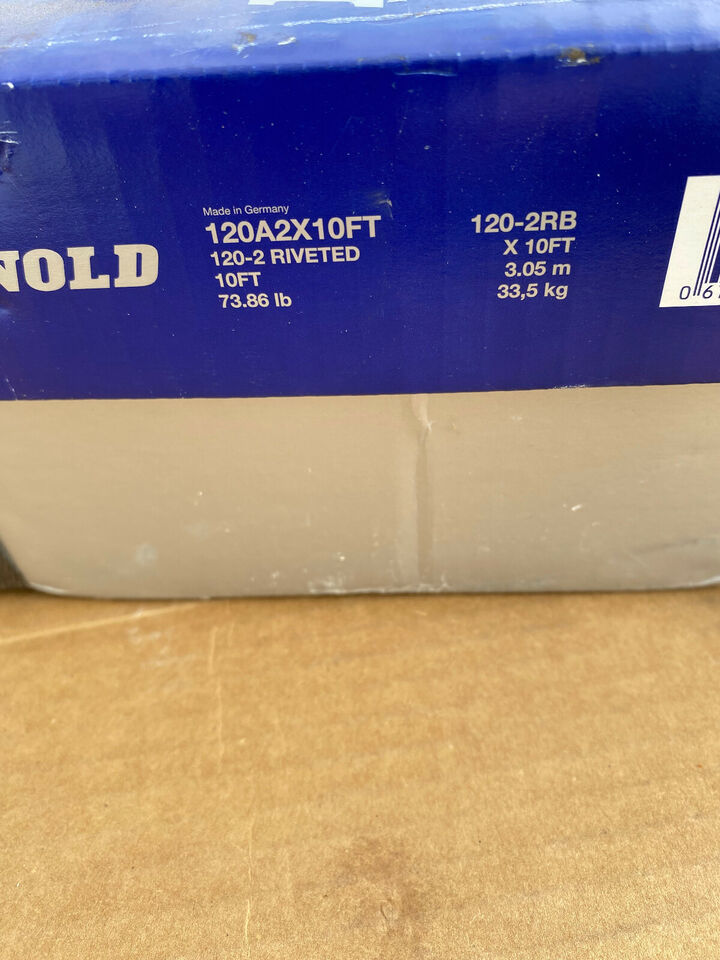 NOLD
Made in Germany
120A2X10FT
120-2 RIVETED
10FT
73.86 lb
120-2RB
X 10FT
3.05 m
33,5 kg
0